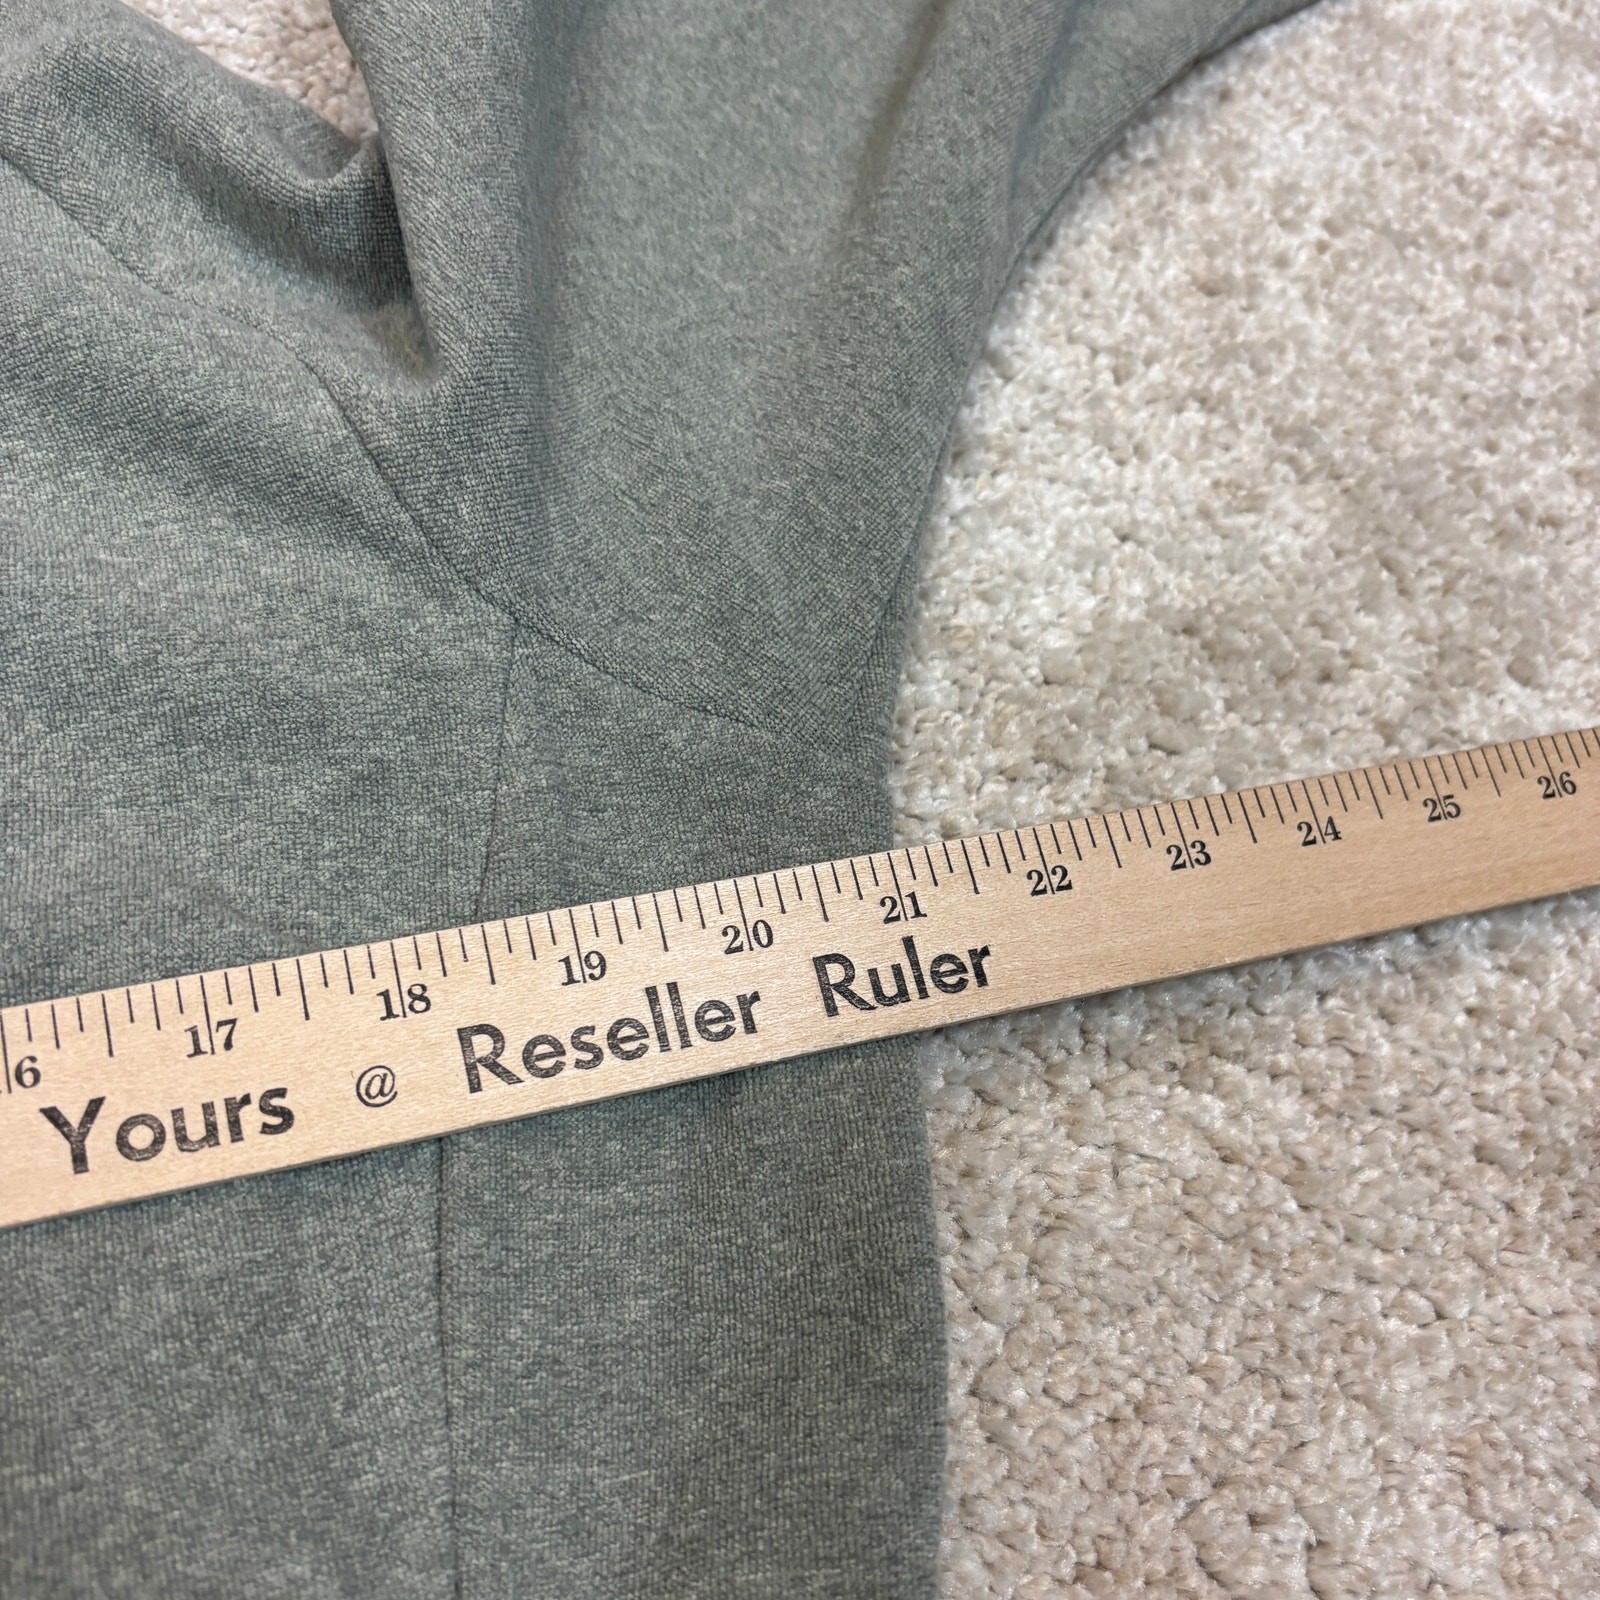 6 17 18 19 20 21 22 23 24 25 26
Yours @ Reseller Ruler